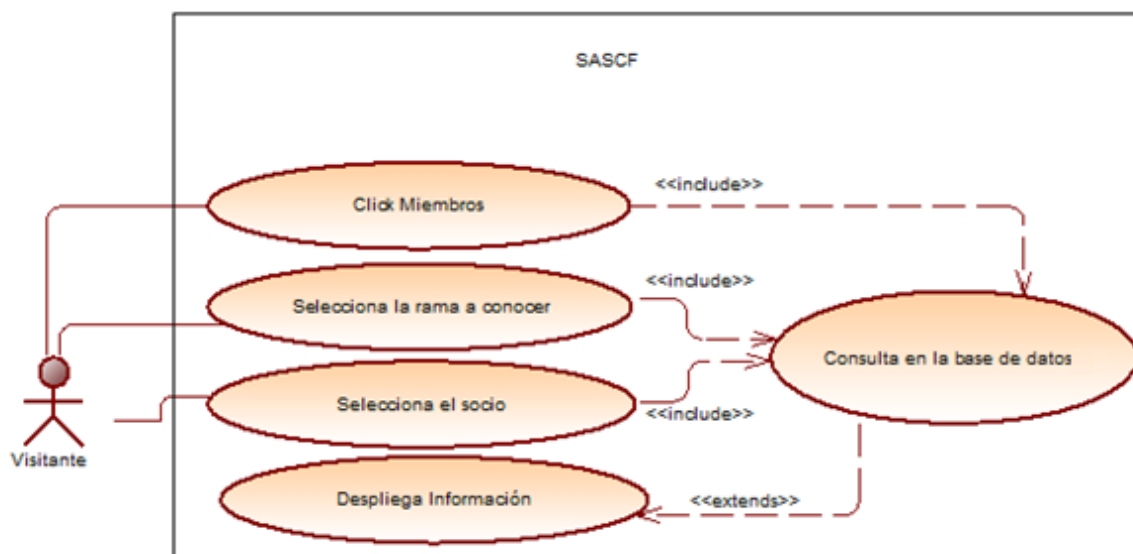 SASCF
Click Miembros
<<include>>
Selecciona la rama a conocer
<<include>>
Consulta en la base de datos
Selecciona el socio
<<include>>
Visitante
Despliega Información
<<extends>>